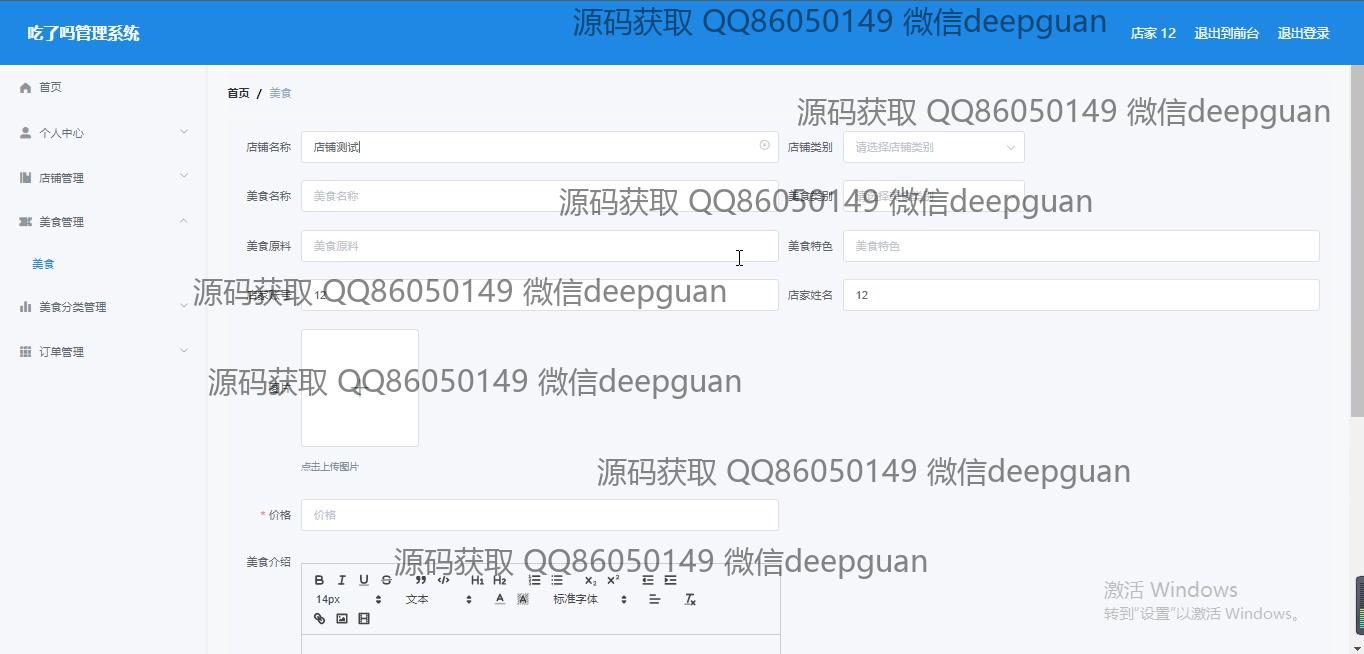 吃了吗管理系统
源码获取 QQ86050149 微信deepguan
店家 12 退出到前台 退出登录
首页
个人中心
店铺管理
美食管理
美食
美食分类管理
订单管理
首页 / 美食
源码获取 QQ86050149 微信deepguan
店铺名称 店铺测试 店铺类别 请选择店铺类别
美食名称 美食名称 美食类别
源码获取 QQ86050149 微信deepguan
美食原料 美食原料 美食特色 美食特色
12 店家姓名 12
源码获取 QQ86050149 微信deepguan
图片
源码获取 QQ86050149 微信deepguan
点击上传图片
源码获取 QQ86050149 微信deepguan
* 价格 价格
美食介绍
源码获取 QQ86050149 微信deepguan
B I U S ” </> H1 H2 X2 X2
14px 文本 A A 标准字体 Tx
激活 Windows
转到“设置”以激活 Windows。